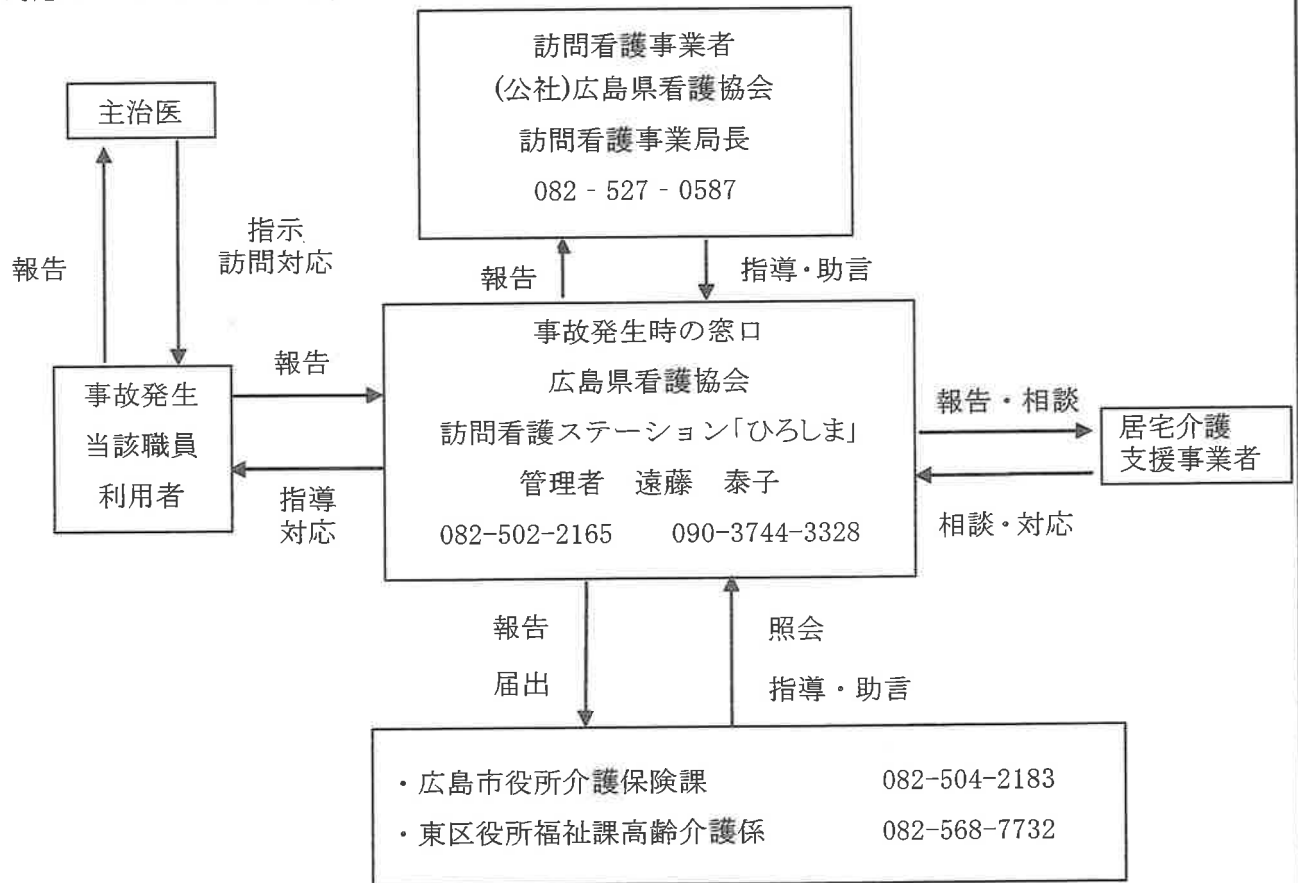 訪問看護事業者
(公社)広島県看護協会
訪問看護事業局長
082‐527‐0587
主治医
報告
指示
訪問対応
報告
指導・助言
事故発生
当該職員
利用者
報告
指導
対応
事故発生時の窓口
広島県看護協会
訪問看護ステーション「ひろしま」
管理者　遠藤　泰子
082-502-2165　　090-3744-3328
報告・相談
相談・対応
居宅介護
支援事業者
報告
届出
照会
指導・助言
・広島市役所介護保険課　　082-504-2183
・東区役所福祉課高齢介護係　　082-568-7732